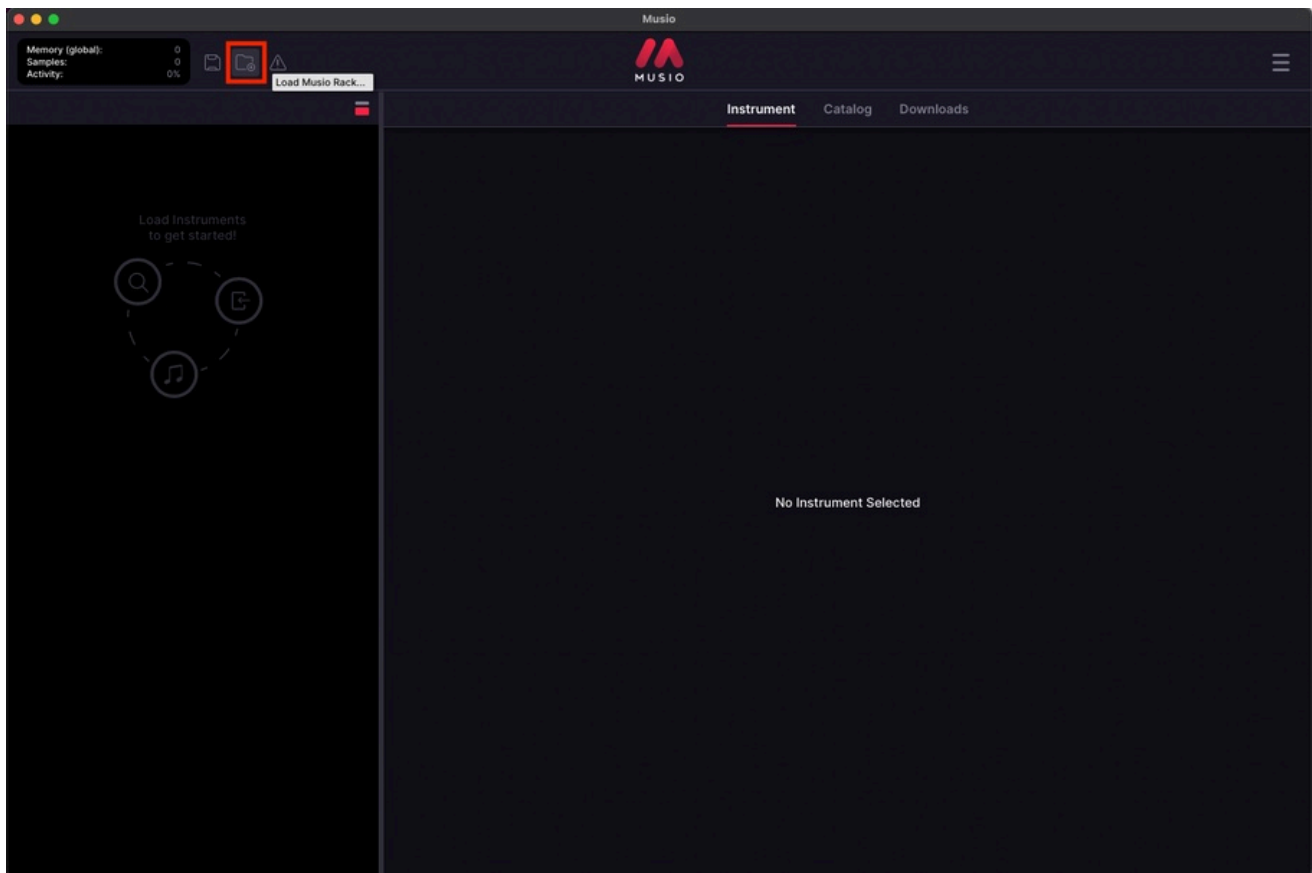 Musio
Memory (global): 0
Samples: 0
Activity: 0%
Load Musio Rack...
MUSIO
Instrument Catalog Downloads
Load Instruments
to get started!
No Instrument Selected